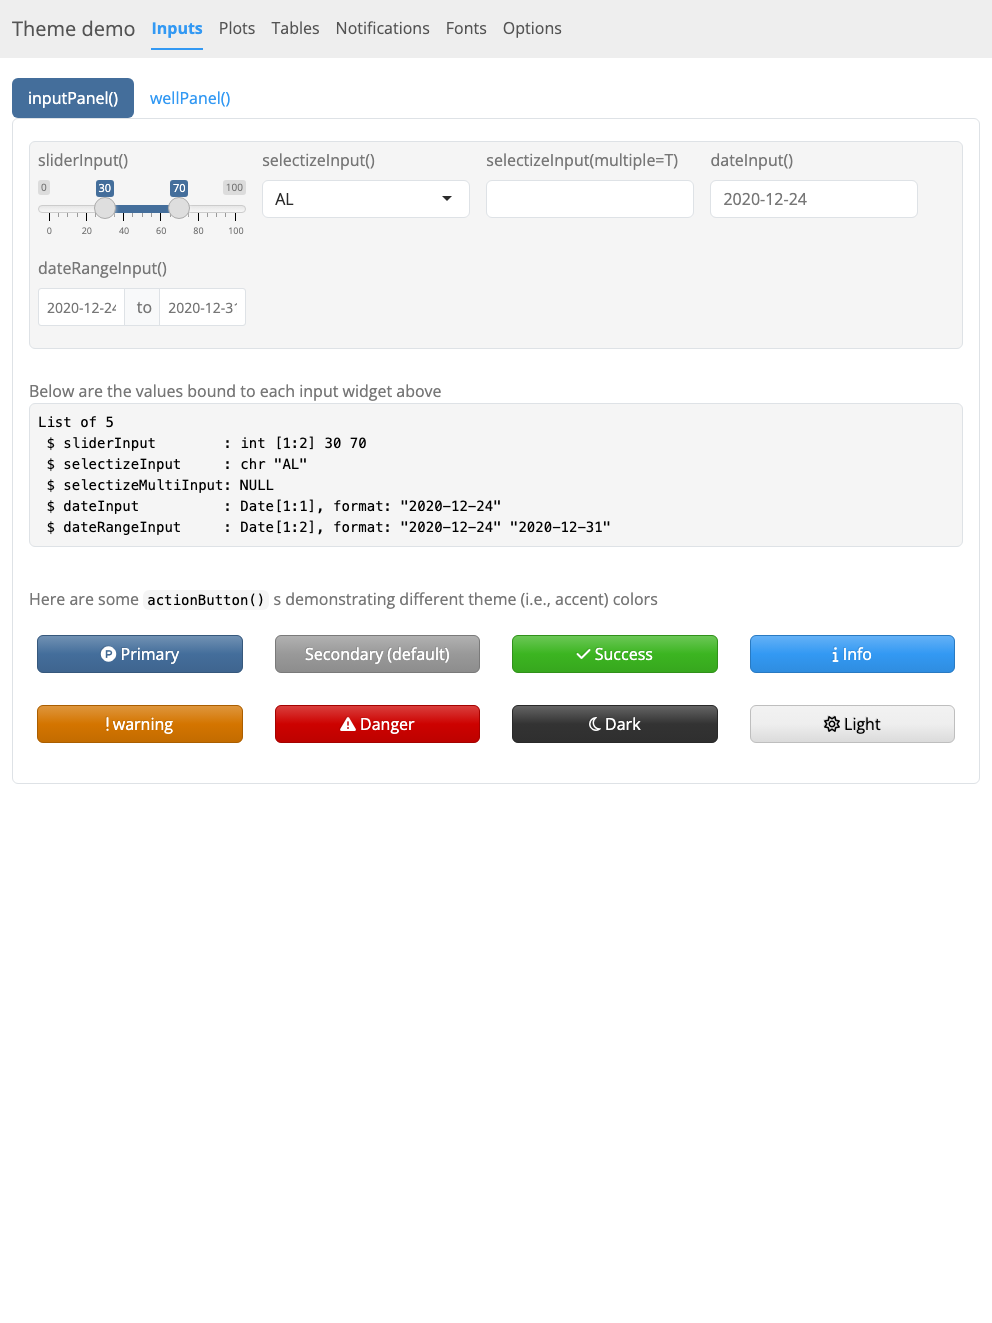 Theme demo Inputs Plots Tables Notifications Fonts Options
inputPanel() wellPanel()
sliderInput() selectizeInput() selectizeInput(multiple=T) dateInput()
0 30 70 100
AL 2020-12-24
0 20 40 60 80 100
dateRangeInput()
2020-12-24 to 2020-12-31
Below are the values bound to each input widget above
List of 5
$ sliderInput : int [1:2] 30 70
$ selectizeInput : chr "AL"
$ selectizeMultiInput: NULL
$ dateInput : Date[1:1], format: "2020-12-24"
$ dateRangeInput : Date[1:2], format: "2020-12-24" "2020-12-31"
Here are some actionButton() s demonstrating different theme (i.e., accent) colors
Primary Secondary (default) Success Info
warning Danger Dark Light